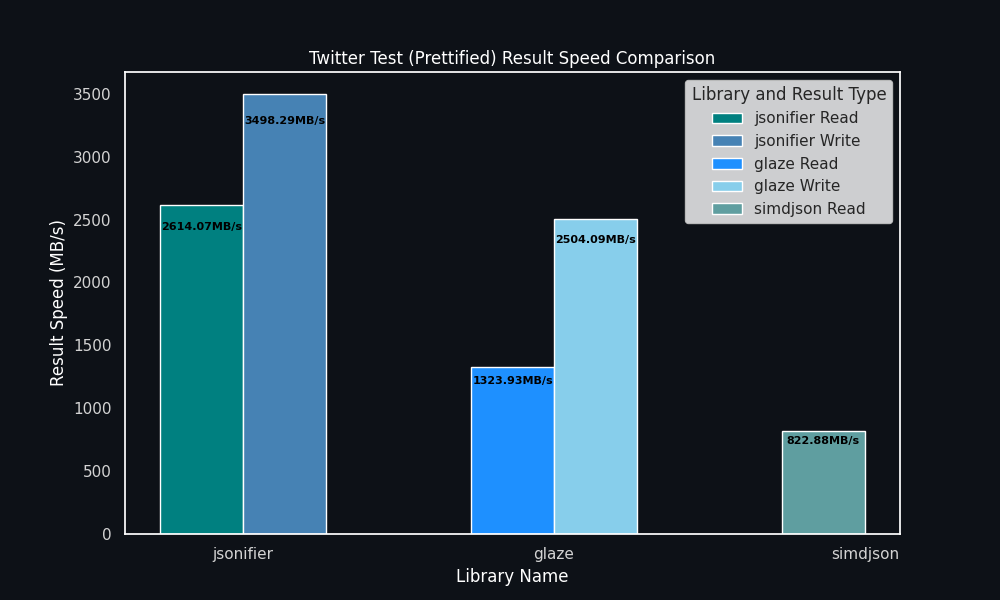 Twitter Test (Prettified) Result Speed Comparison
Result Speed (MB/s)
3500
3000
2500
2000
1500
1000
500
0
2614.07MB/s
3498.29MB/s
1323.93MB/s
2504.09MB/s
822.88MB/s
Library and Result Type
jsonifier Read
jsonifier Write
glaze Read
glaze Write
simdjson Read
jsonifier
glaze
simdjson
Library Name